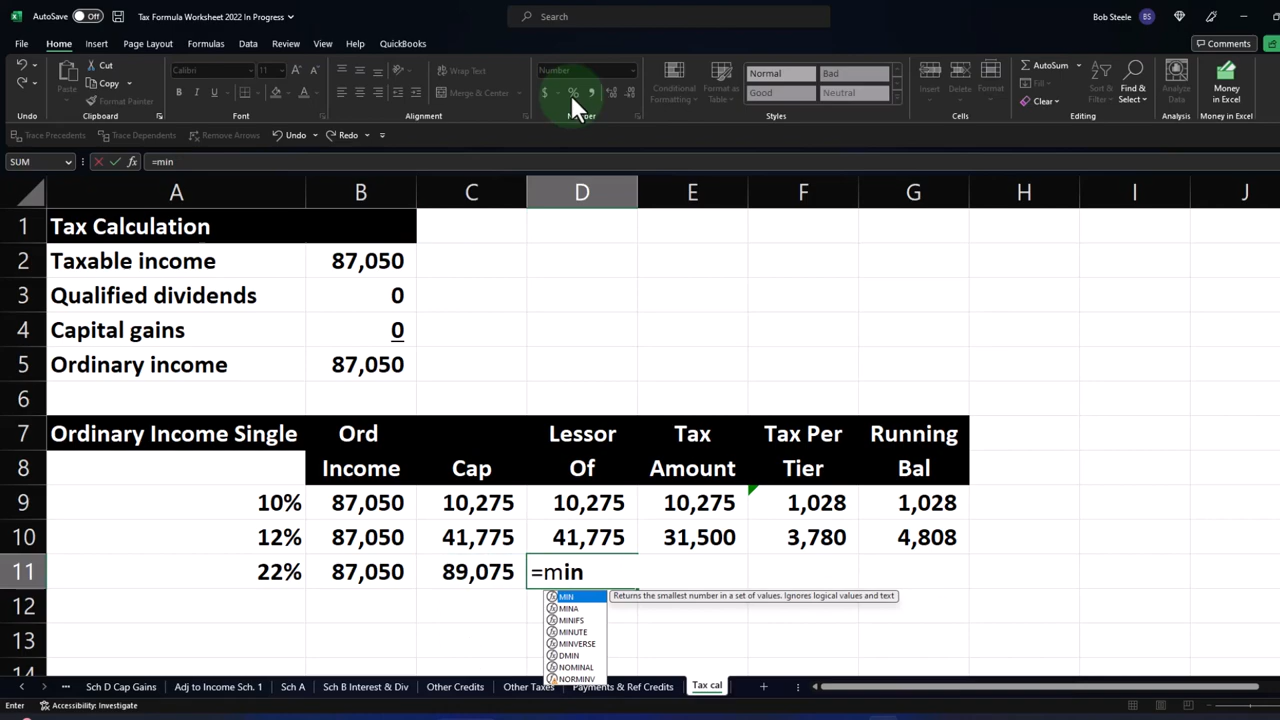 AutoSave Off Tax Formula Worksheet 2022 In Progress Search Bob Steele BS
File Home Insert Page Layout Formulas Data Review View Help QuickBooks Comments
Paste Cut Copy Format Painter
Calibri 11
B I U
Wrap Text
Merge & Center
Number
$ % ,
Conditional Formatting
Format as Table
Normal Bad
Good Neutral
Insert Delete Format
AutoSum
Fill
Clear
Sort & Filter
Find & Select
Analyze Data
Money in Excel
Undo Clipboard Font Alignment Number Styles Cells Editing Analysis Money in Excel
Trace Precedents Trace Dependents Remove Arrows Undo Redo
SUM fx =min
A B C D E F G H I J
1 Tax Calculation
2 Taxable income 87,050
3 Qualified dividends 0
4 Capital gains 0
5 Ordinary income 87,050
6
7 Ordinary Income Single Ord Lessor Tax Tax Per Running
8 Income Cap Of Amount Tier Bal
9 10% 87,050 10,275 10,275 10,275 1,028 1,028
10 12% 87,050 41,775 41,775 31,500 3,780 4,808
11 22% 87,050 89,075 =min
12 MIN Returns the smallest number in a set of values. Ignores logical values and text
MINA
MINIFS
MINUTE
13 MINVERSE
DMIN
14 NOMINAL
NORMINV
... Sch D Cap Gains Adj to Income Sch. 1 Sch A Sch B Interest & Div Other Credits Other Taxes Payments & Ref Credits Tax cal
Enter Accessibility: Investigate